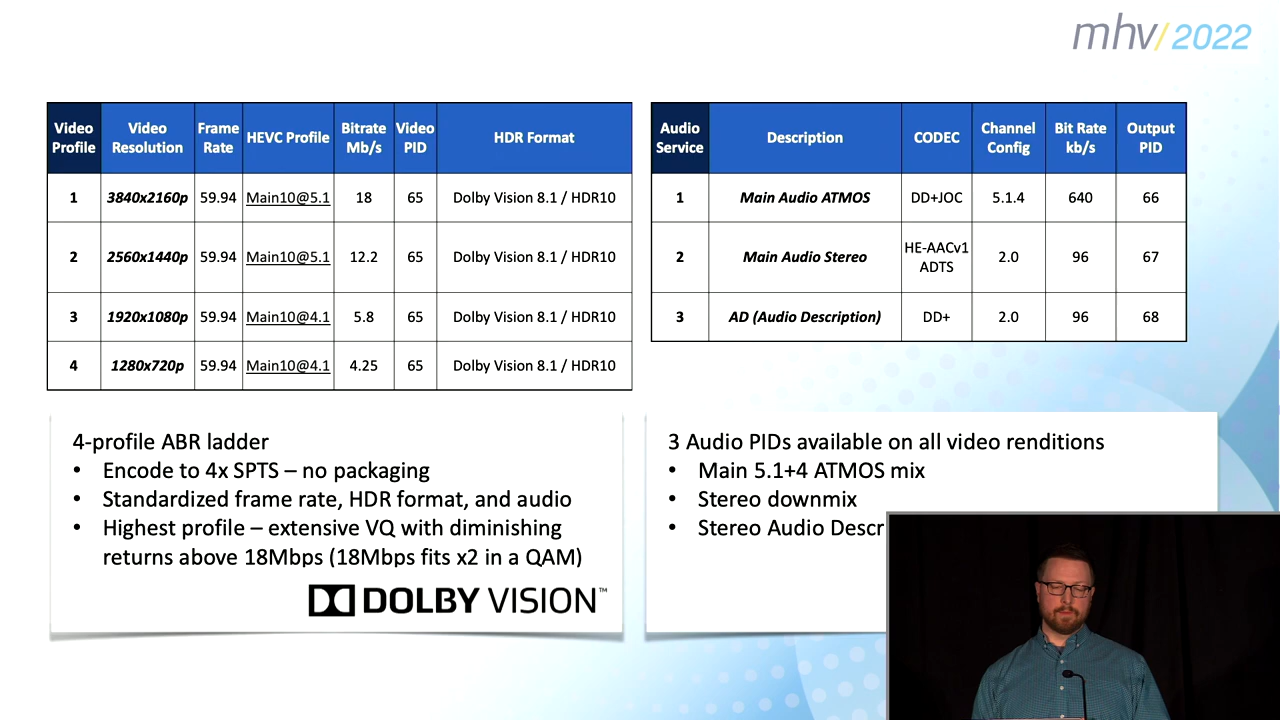 mhv/2022
Video Profile | Video Resolution | Frame Rate | HEVC Profile | Bitrate Mb/s | Video PID | HDR Format
1 | 3840x2160p | 59.94 | Main10@5.1 | 18 | 65 | Dolby Vision 8.1 / HDR10
2 | 2560x1440p | 59.94 | Main10@5.1 | 12.2 | 65 | Dolby Vision 8.1 / HDR10
3 | 1920x1080p | 59.94 | Main10@4.1 | 5.8 | 65 | Dolby Vision 8.1 / HDR10
4 | 1280x720p | 59.94 | Main10@4.1 | 4.25 | 65 | Dolby Vision 8.1 / HDR10
Audio Service | Description | CODEC | Channel Config | Bit Rate kb/s | Output PID
1 | Main Audio ATMOS | DD+JOC | 5.1.4 | 640 | 66
2 | Main Audio Stereo | HE-AACv1 ADTS | 2.0 | 96 | 67
3 | AD (Audio Description) | DD+ | 2.0 | 96 | 68
4-profile ABR ladder
• Encode to 4x SPTS – no packaging
• Standardized frame rate, HDR format, and audio
• Highest profile – extensive VQ with diminishing
returns above 18Mbps (18Mbps fits x2 in a QAM)
DOLBY VISION™
3 Audio PIDs available on all video renditions
• Main 5.1+4 ATMOS mix
• Stereo downmix
• Stereo Audio Descr